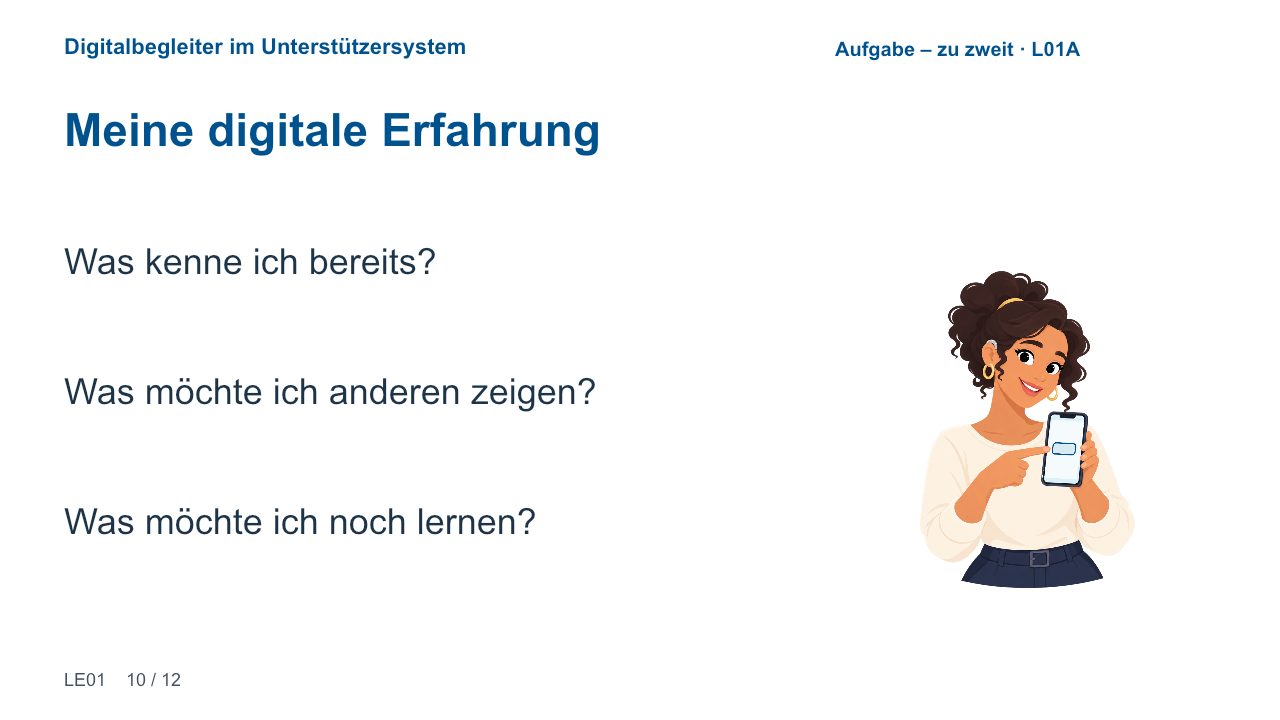 Digitalbegleiter im Unterstützersystem
Aufgabe – zu zweit · L01A
Meine digitale Erfahrung
Was kenne ich bereits?
Was möchte ich anderen zeigen?
Was möchte ich noch lernen?
LE01 10 / 12